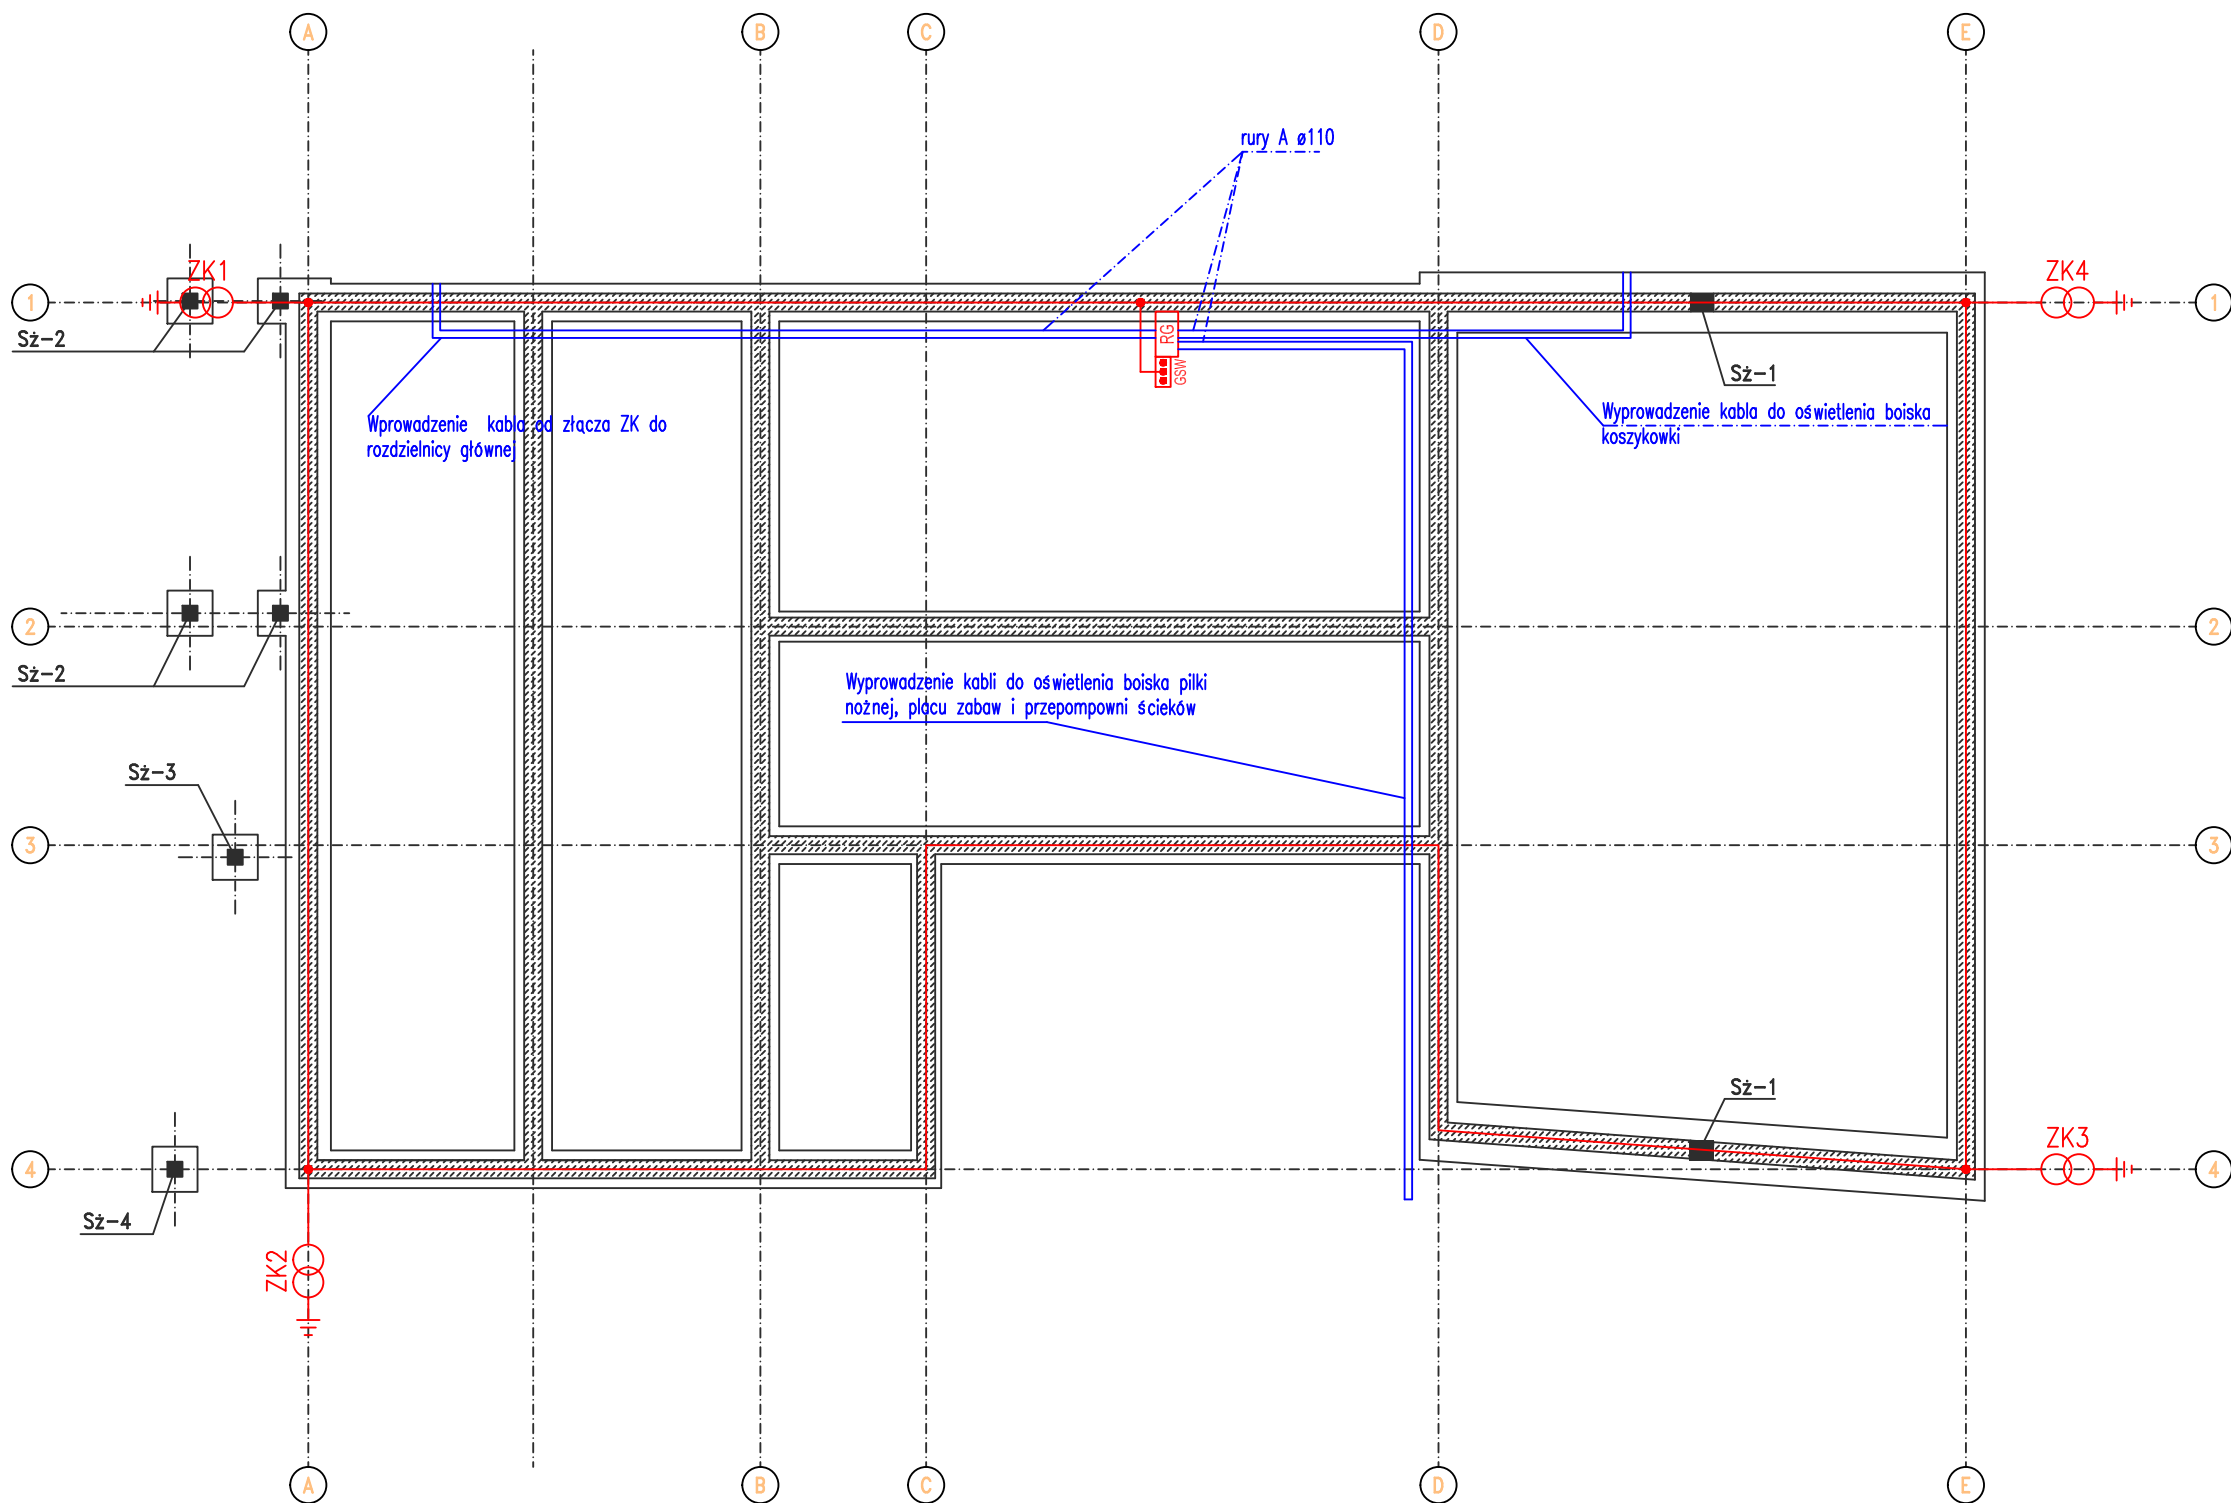 A
B
C
D
E
rury A ø110
ZK1
ZK4
1
1
Sż-2
RG
GSW
Sż-1
Wprowadzenie kabla od złącza ZK do
rozdzielnicy głównej
Wyprowadzenie kabla do oświetlenia boiska
koszykowki
2
2
Sż-2
Wyprowadzenie kabli do oświetlenia boiska pilki
nożnej, placu zabaw i przepompowni ścieków
Sż-3
3
3
Sż-1
ZK3
4
4
Sż-4
ZK2
A
B
C
D
E